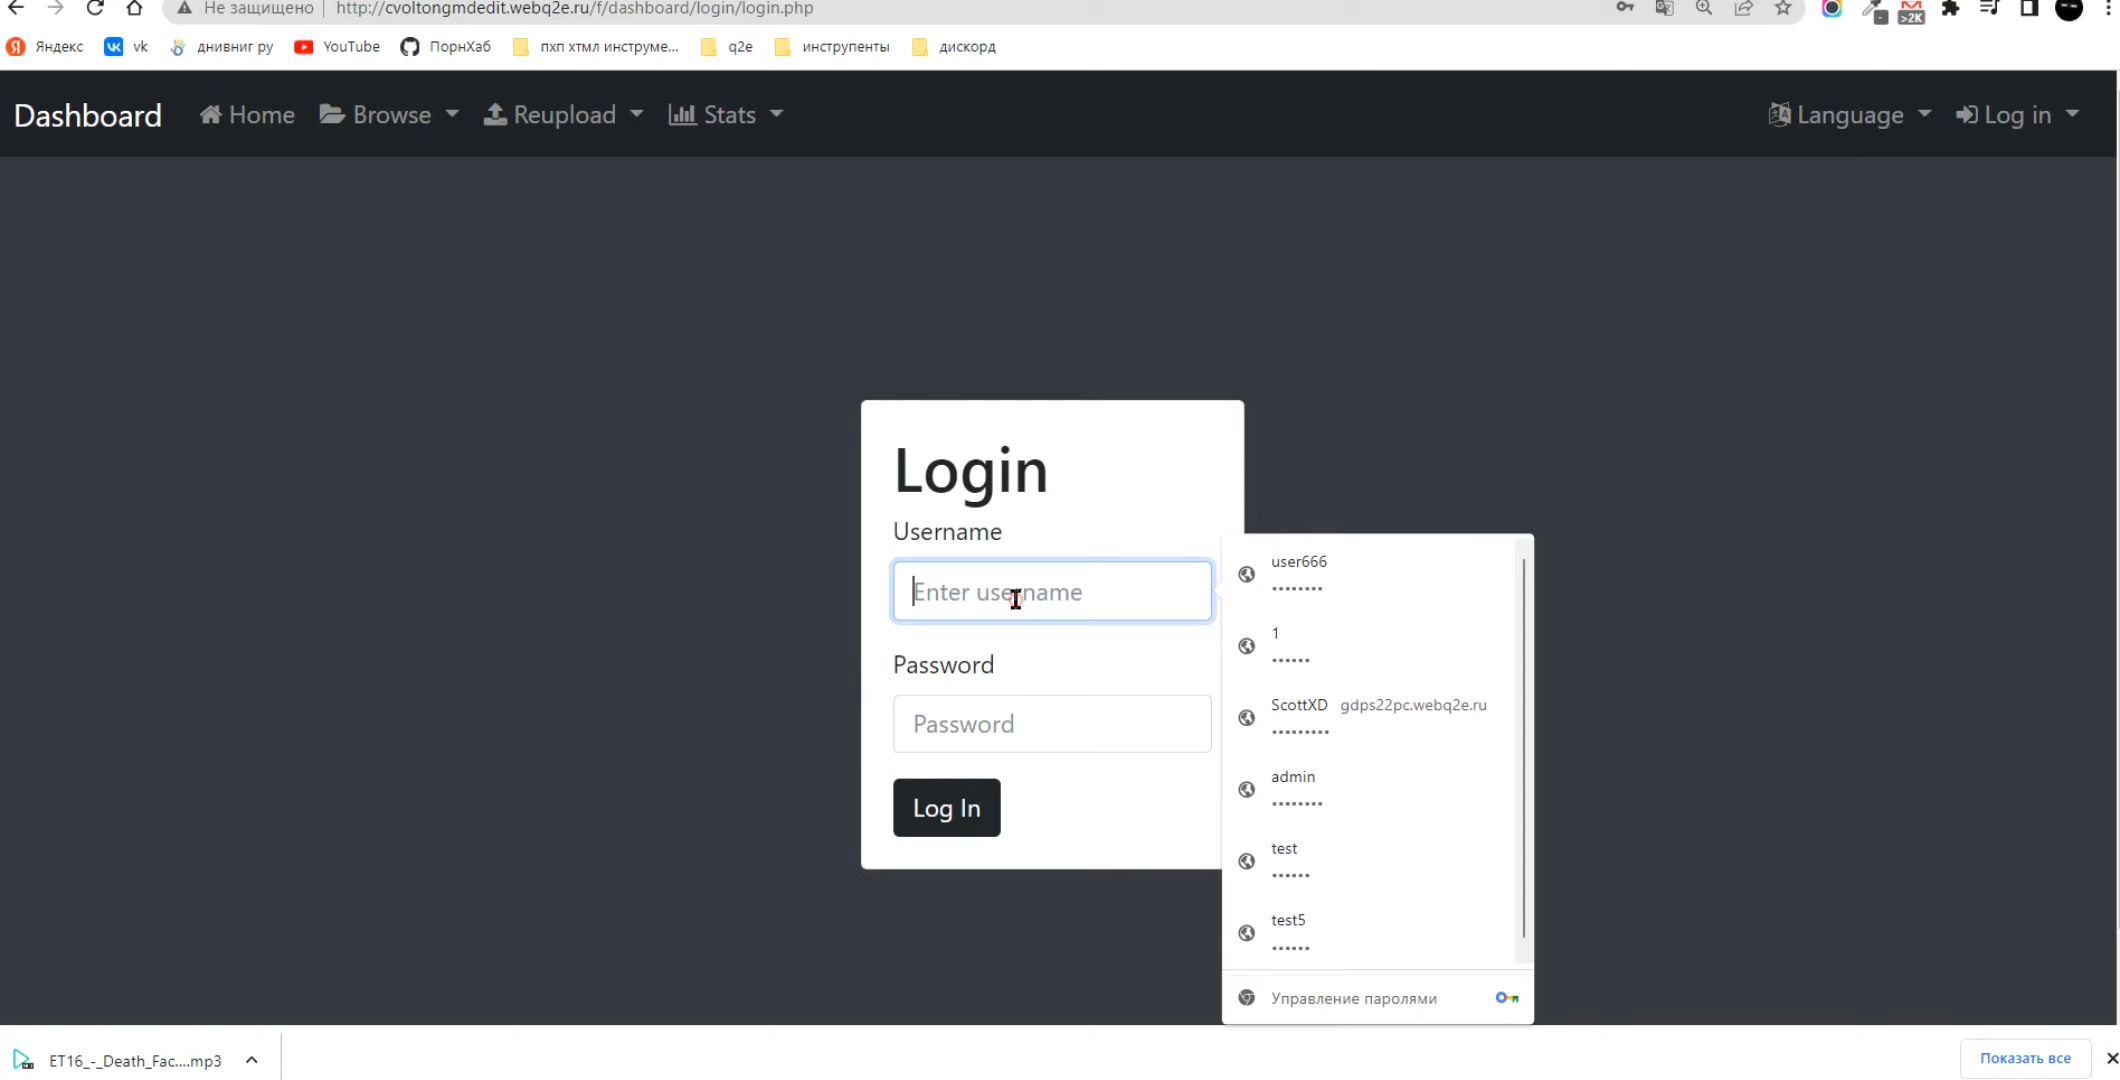 Не защищено | http://cvoltongmdedit.webq2e.ru/f/dashboard/login/login.php
>2K
Яндекс vk днивниг ру YouTube ПорнХаб пхп хтмл инструме... q2e инструпенты дискорд
Dashboard Home Browse Reupload Stats Language Log in
Login
Username
Enter username
Password
Password
Log In
user666
••••••••
1
••••••
ScottXD gdps22pc.webq2e.ru
•••••••••
admin
••••••••
test
••••••
test5
••••••
Управление паролями
ET16_-_Death_Fac....mp3
Показать все